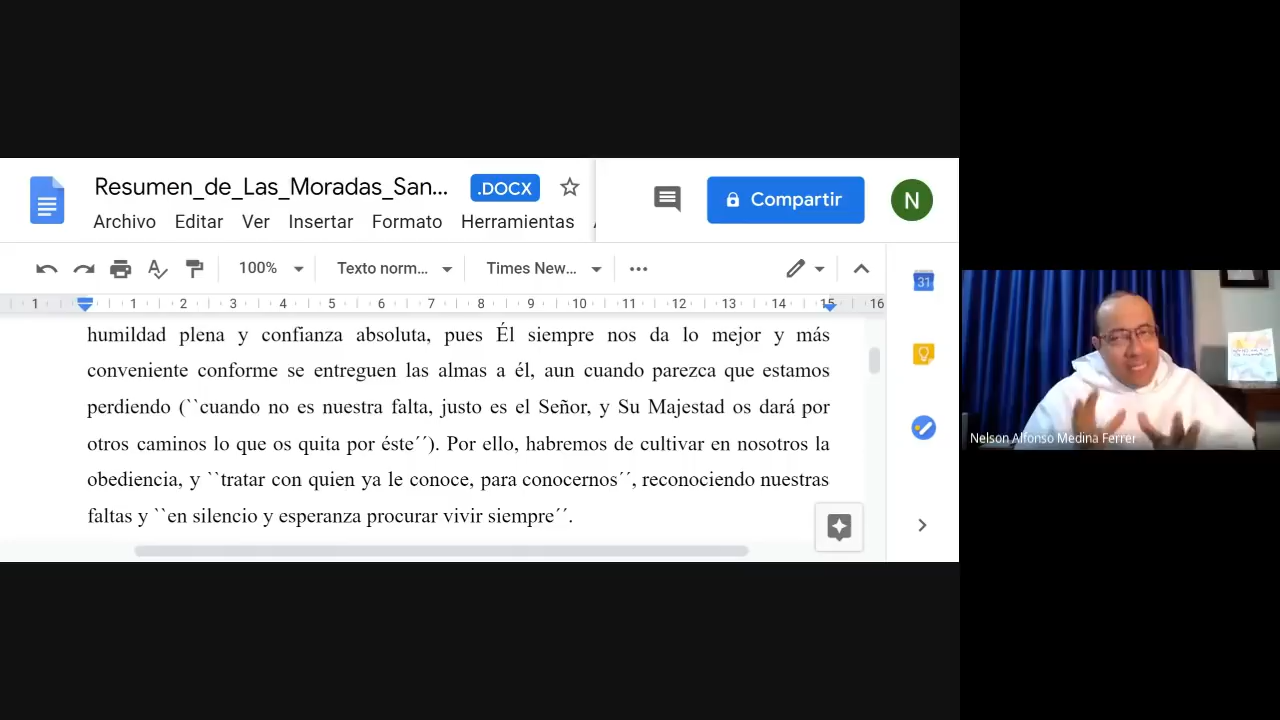 Resumen_de_Las_Moradas_San... .DOCX
Compartir
N
Archivo Editar Ver Insertar Formato Herramientas
100% Texto norm... Times New...
1 1 2 3 4 5 6 7 8 9 10 11 12 13 14 15 16
31
humildad plena y confianza absoluta, pues Él siempre nos da lo mejor y más
conveniente conforme se entreguen las almas a él, aun cuando parezca que estamos
perdiendo (``cuando no es nuestra falta, justo es el Señor, y Su Majestad os dará por
otros caminos lo que os quita por éste´´). Por ello, habremos de cultivar en nosotros la
obediencia, y ``tratar con quien ya le conoce, para conocernos´´, reconociendo nuestras
faltas y ``en silencio y esperanza procurar vivir siempre´´.
Nelson Alfonso Medina Ferrer